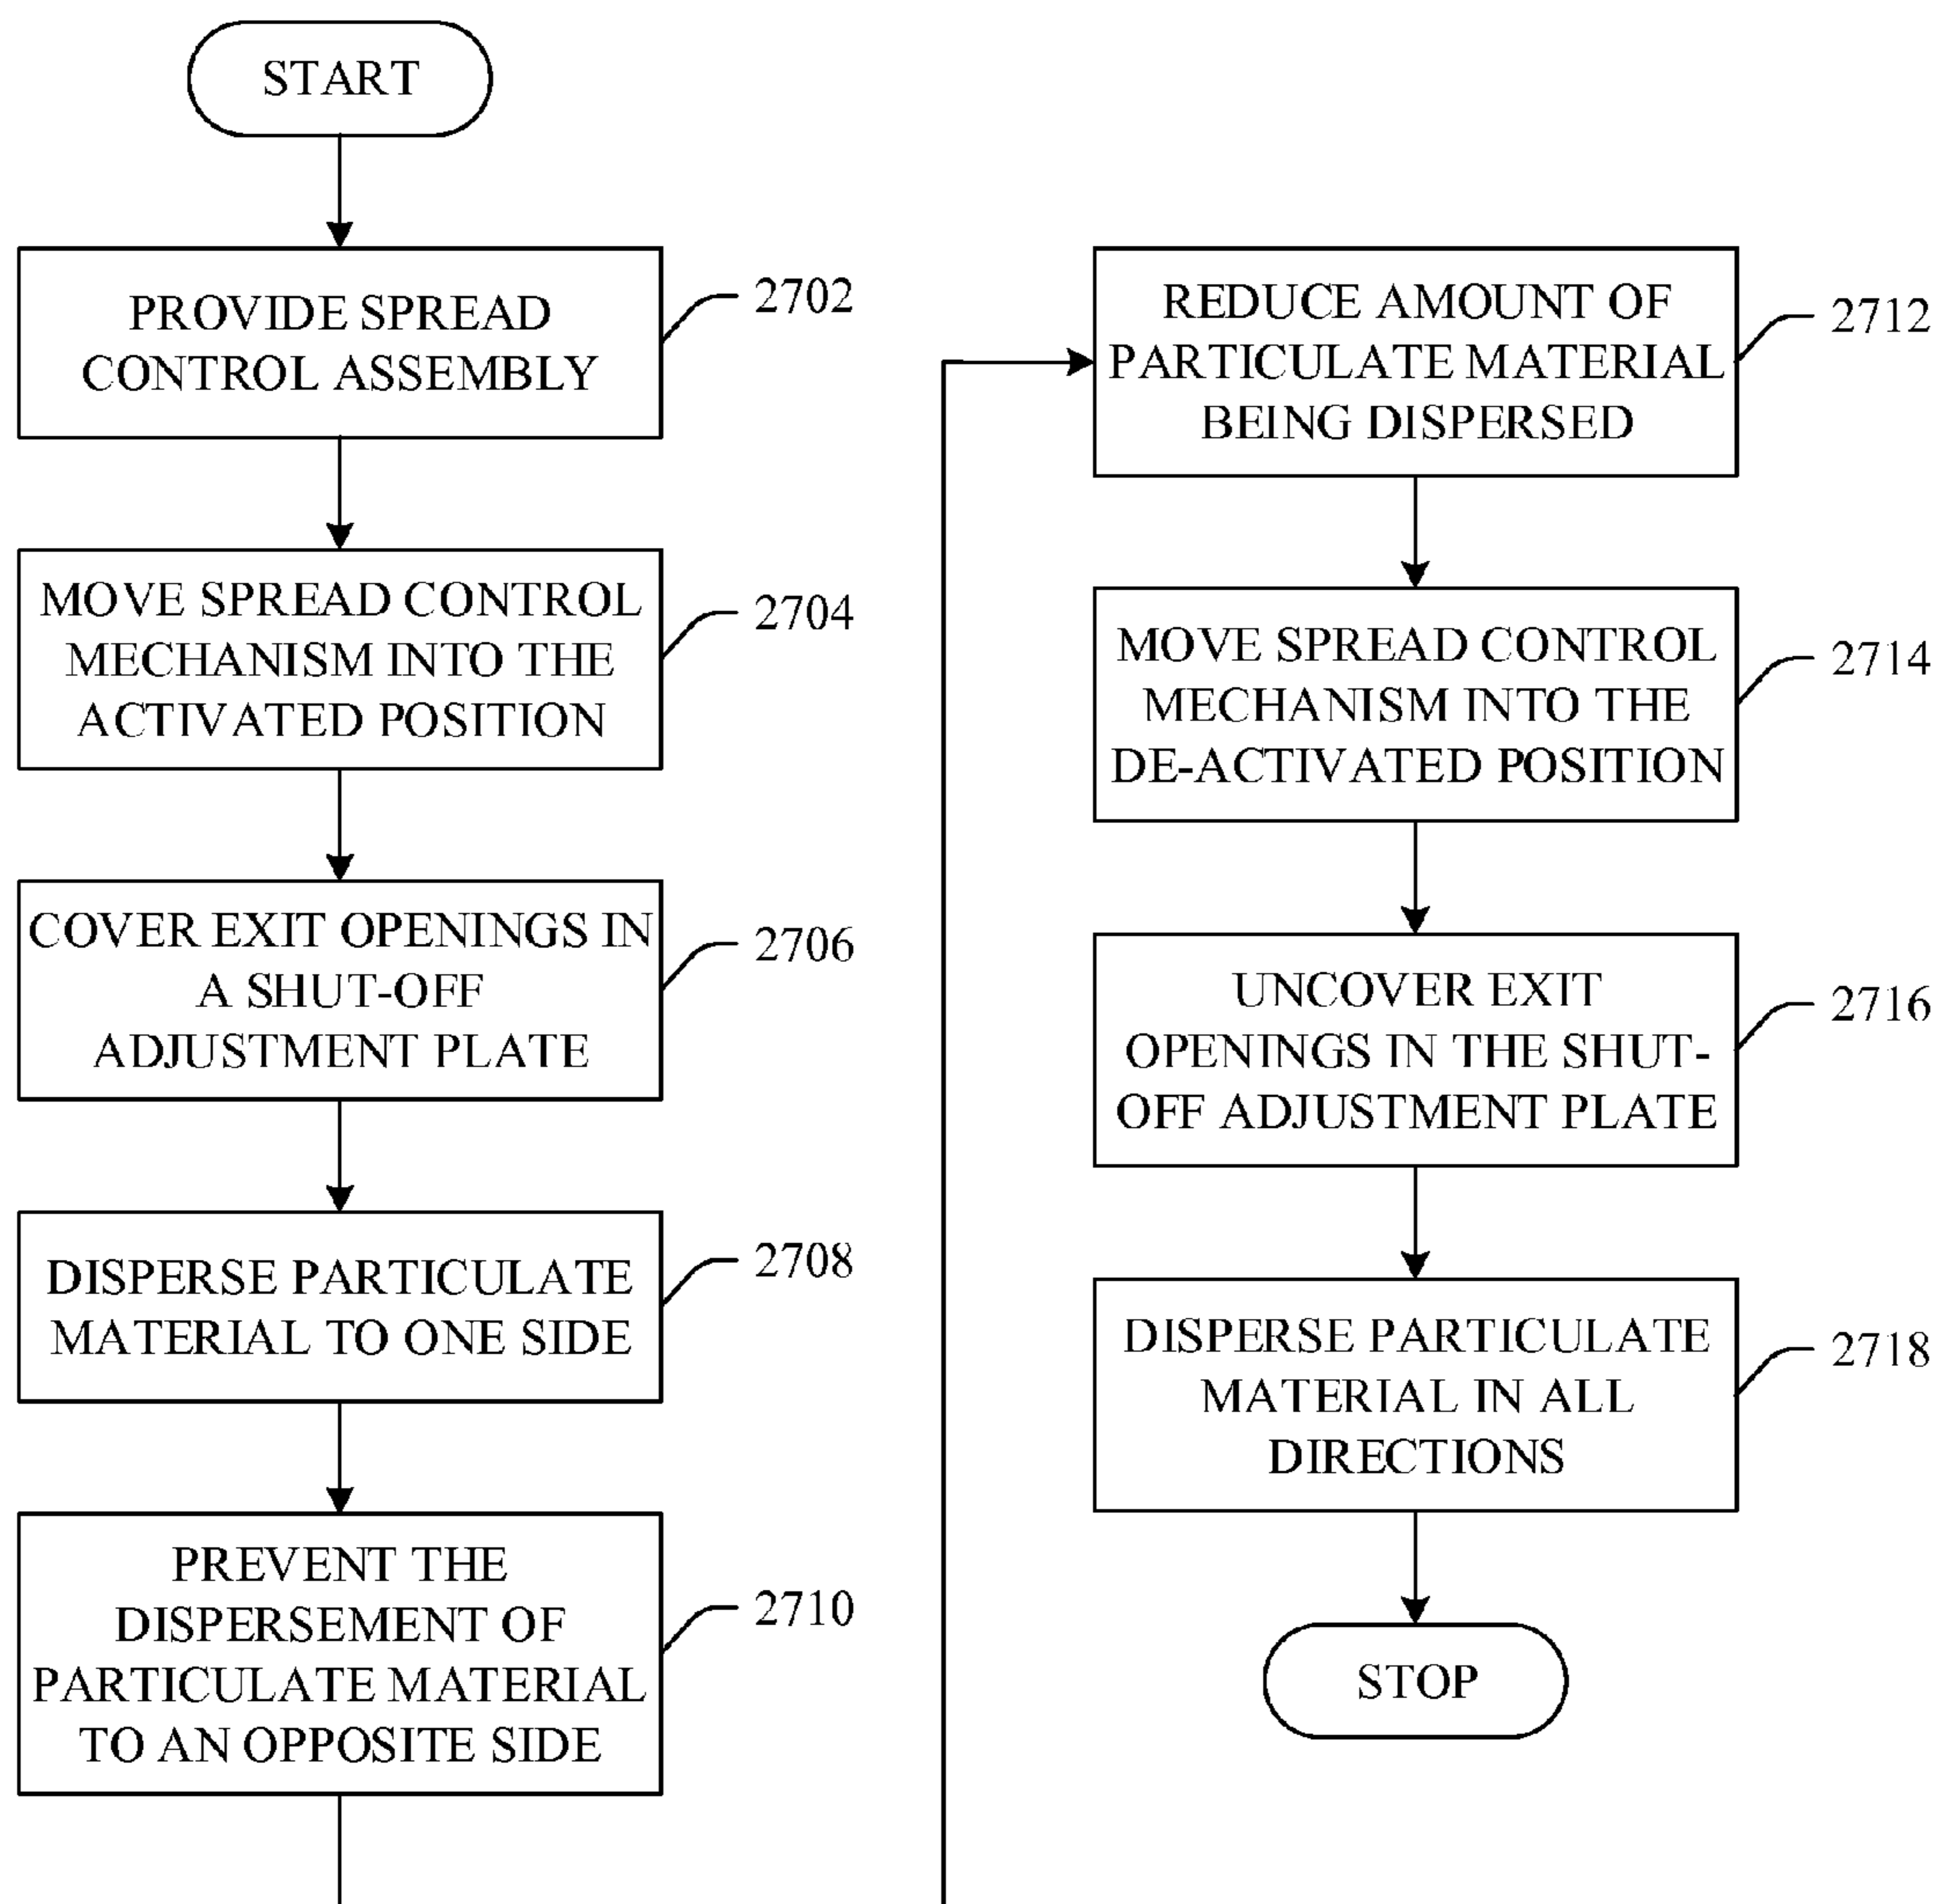 START
PROVIDE SPREAD
CONTROL ASSEMBLY
2702
MOVE SPREAD CONTROL
MECHANISM INTO THE
ACTIVATED POSITION
2704
COVER EXIT OPENINGS IN
A SHUT-OFF
ADJUSTMENT PLATE
2706
DISPERSE PARTICULATE
MATERIAL TO ONE SIDE
2708
PREVENT THE
DISPERSEMENT OF
PARTICULATE MATERIAL
TO AN OPPOSITE SIDE
2710
REDUCE AMOUNT OF
PARTICULATE MATERIAL
BEING DISPERSED
2712
MOVE SPREAD CONTROL
MECHANISM INTO THE
DE-ACTIVATED POSITION
2714
UNCOVER EXIT
OPENINGS IN THE SHUT-
OFF ADJUSTMENT PLATE
2716
DISPERSE PARTICULATE
MATERIAL IN ALL
DIRECTIONS
2718
STOP